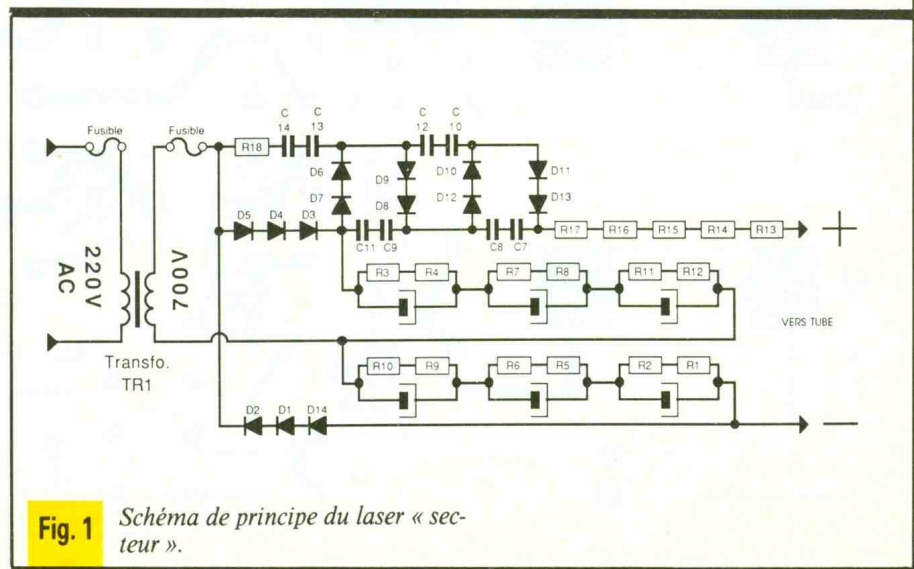 Fusible
Fusible
C
14
C
13
C
12
C
10
R18
D6
D9
D10
D11
D7
D8
D12
D13
D5
D4
D3
C11
C9
C8
C7
R17
R16
R15
R14
R13
+
220V
AC
700V
R3
R4
R7
R8
R11
R12
VERS TUBE
Transfo.
TR1
R10
R9
R6
R5
R2
R1
D2
D1
D14
—
Fig. 1
Schéma de principe du laser « sec-
teur ».